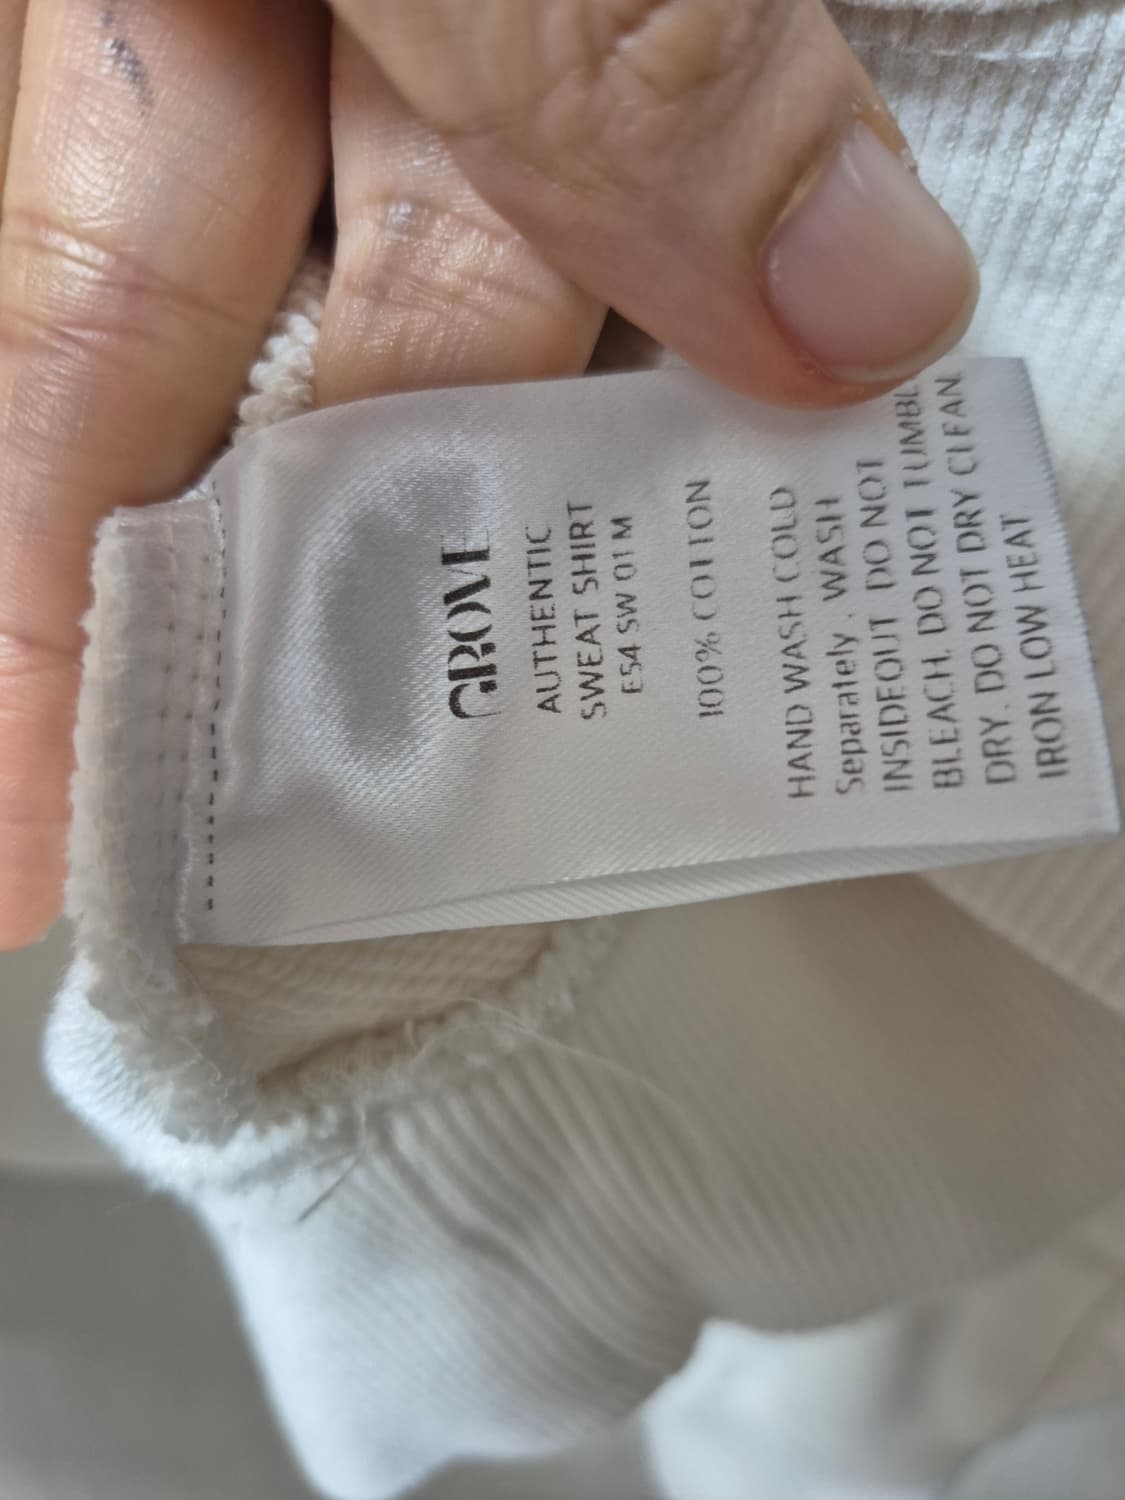 GROVE
AUTHENTIC
SWEAT SHIRT
E54 SW 01 M
100% COTTON
HAND WASH COLD
Separately . WASH
INSIDEOUT DO NOT
BLEACH. DO NOT TUMBL
DRY. DO NOT DRY CLEAN.
IRON LOW HEAT